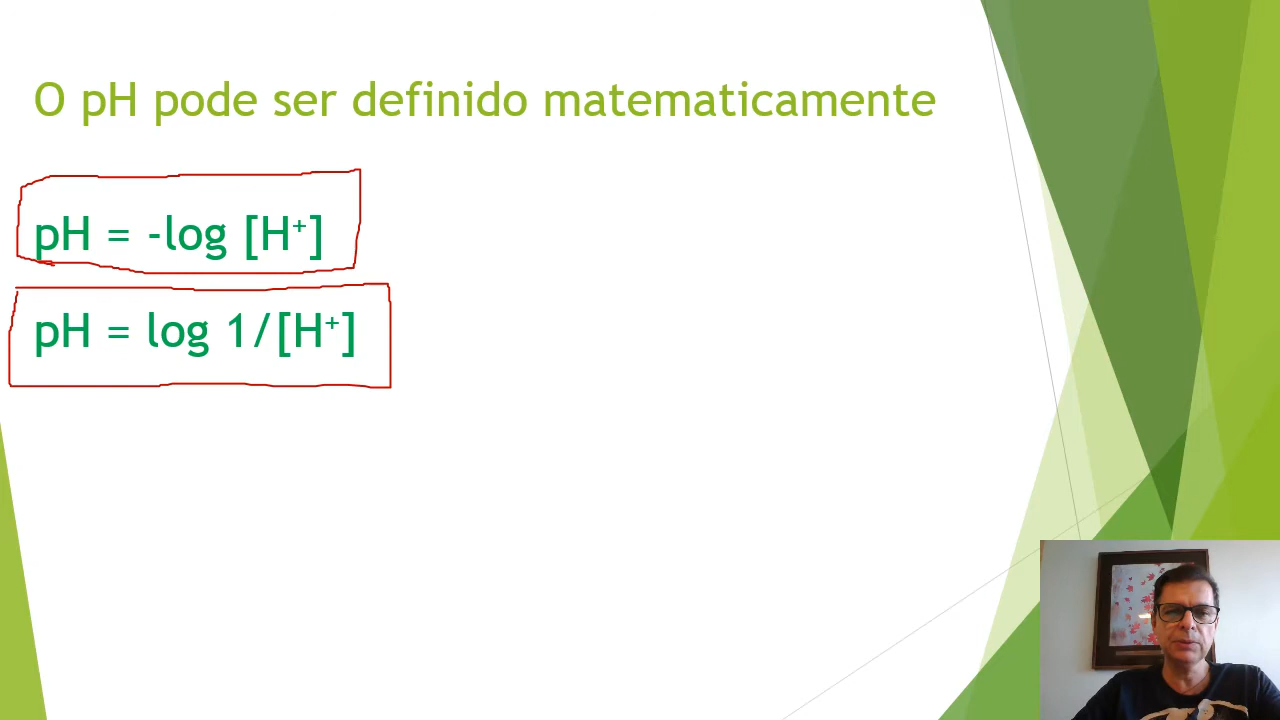 O pH pode ser definido matematicamente
pH = -log [H⁺]
pH = log 1/[H⁺]